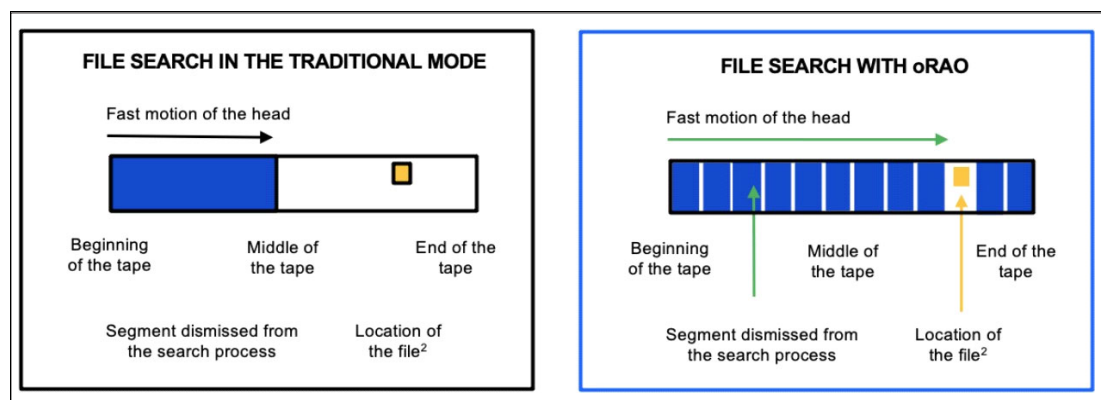 FILE SEARCH IN THE TRADITIONAL MODE
Fast motion of the head
Beginning
of the tape
Middle of
the tape
End of the
tape
Segment dismissed from
the search process
Location of
the file²
FILE SEARCH WITH oRAO
Fast motion of the head
Beginning
of the tape
Middle of
the tape
End of the
tape
Segment dismissed from
the search process
Location of
the file²